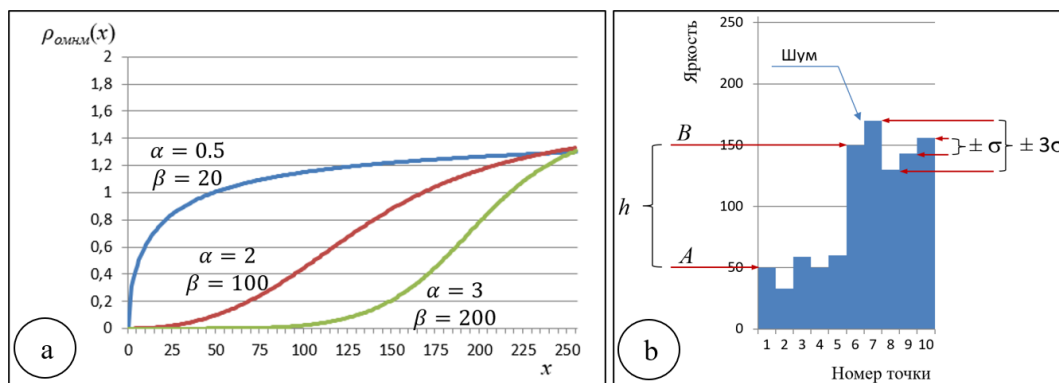 ρомнм(x)
2
1,8
1,6
1,4
1,2
1
0,8
0,6
0,4
0,2
0
0 25 50 75 100 125 150 175 200 225 250
x
α = 0.5
β = 20
α = 2
β = 100
α = 3
β = 200
a
Яркость
250
200
150
100
50
0
Шум
B
A
h
± σ
± 3σ
1 2 3 4 5 6 7 8 9 10
Номер точки
b